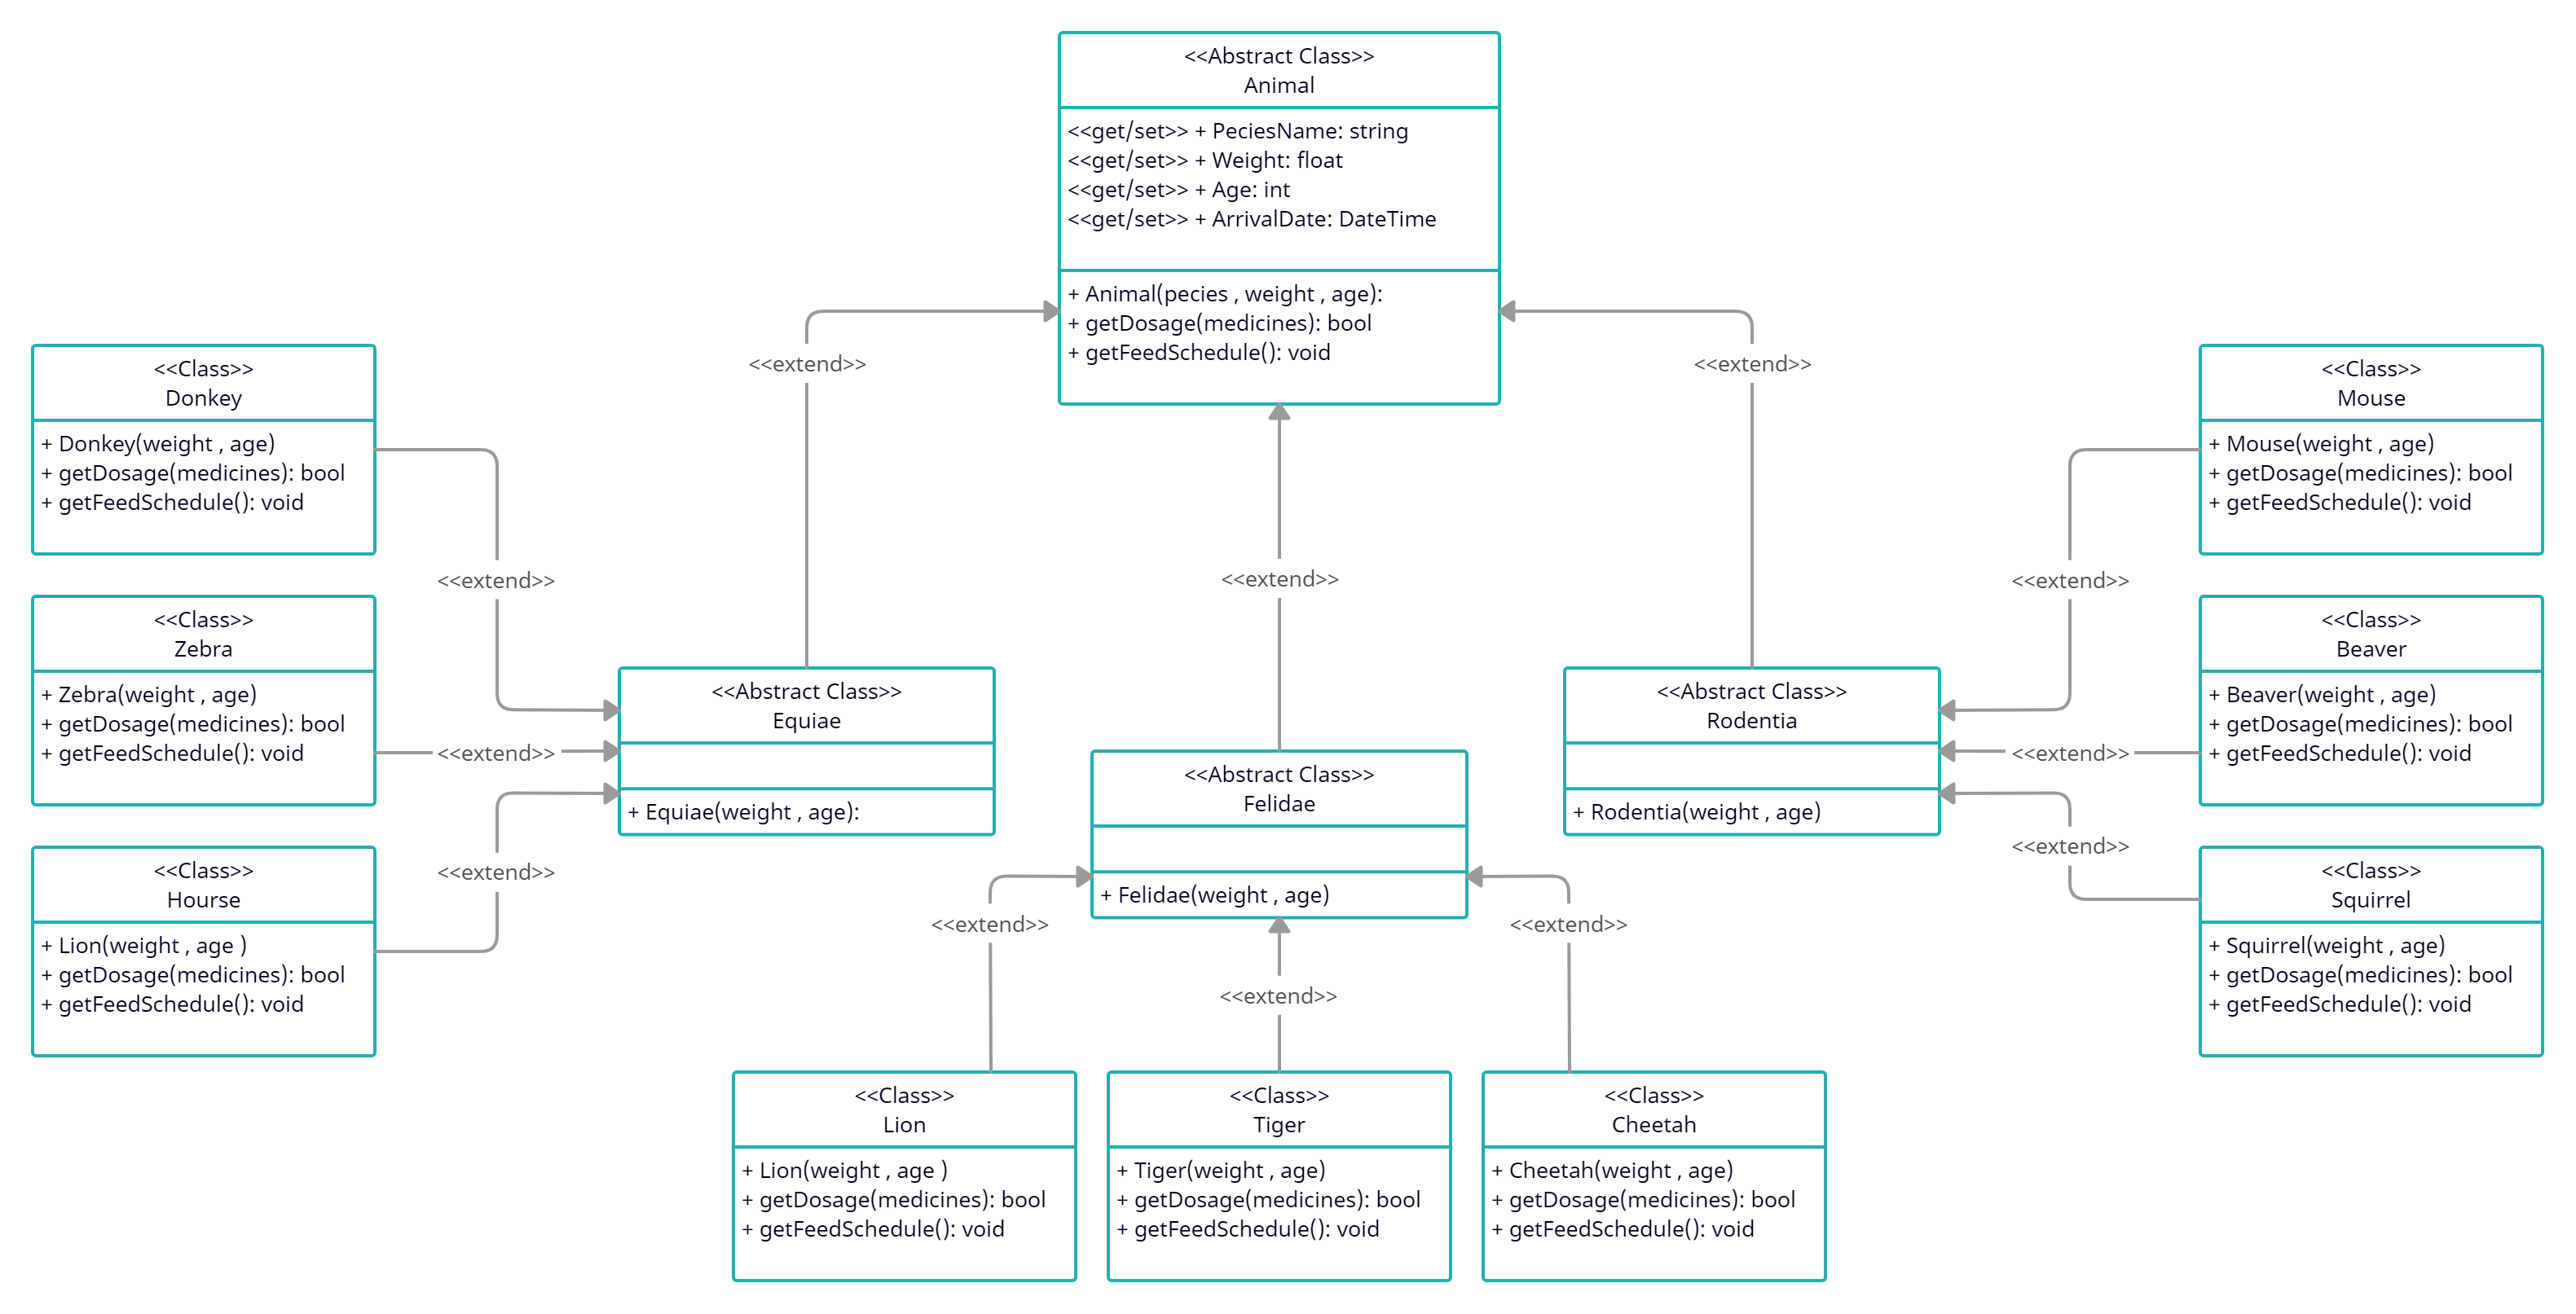 <<Abstract Class>>
Animal
<<get/set>> + PeciesName: string
<<get/set>> + Weight: float
<<get/set>> + Age: int
<<get/set>> + ArrivalDate: DateTime
+ Animal(pecies , weight , age):
+ getDosage(medicines): bool
+ getFeedSchedule(): void
<<extend>>
<<extend>>
<<extend>>
<<Class>>
Donkey
+ Donkey(weight , age)
+ getDosage(medicines): bool
+ getFeedSchedule(): void
<<extend>>
<<Class>>
Zebra
+ Zebra(weight , age)
+ getDosage(medicines): bool
+ getFeedSchedule(): void
<<extend>>
<<Class>>
Hourse
+ Lion(weight , age )
+ getDosage(medicines): bool
+ getFeedSchedule(): void
<<extend>>
<<Abstract Class>>
Equiae
+ Equiae(weight , age):
<<Abstract Class>>
Felidae
+ Felidae(weight , age)
<<Abstract Class>>
Rodentia
+ Rodentia(weight , age)
<<Class>>
Mouse
+ Mouse(weight , age)
+ getDosage(medicines): bool
+ getFeedSchedule(): void
<<extend>>
<<Class>>
Beaver
+ Beaver(weight , age)
+ getDosage(medicines): bool
+ getFeedSchedule(): void
<<extend>>
<<Class>>
Squirrel
+ Squirrel(weight , age)
+ getDosage(medicines): bool
+ getFeedSchedule(): void
<<extend>>
<<extend>>
<<extend>>
<<extend>>
<<Class>>
Lion
+ Lion(weight , age )
+ getDosage(medicines): bool
+ getFeedSchedule(): void
<<Class>>
Tiger
+ Tiger(weight , age)
+ getDosage(medicines): bool
+ getFeedSchedule(): void
<<Class>>
Cheetah
+ Cheetah(weight , age)
+ getDosage(medicines): bool
+ getFeedSchedule(): void